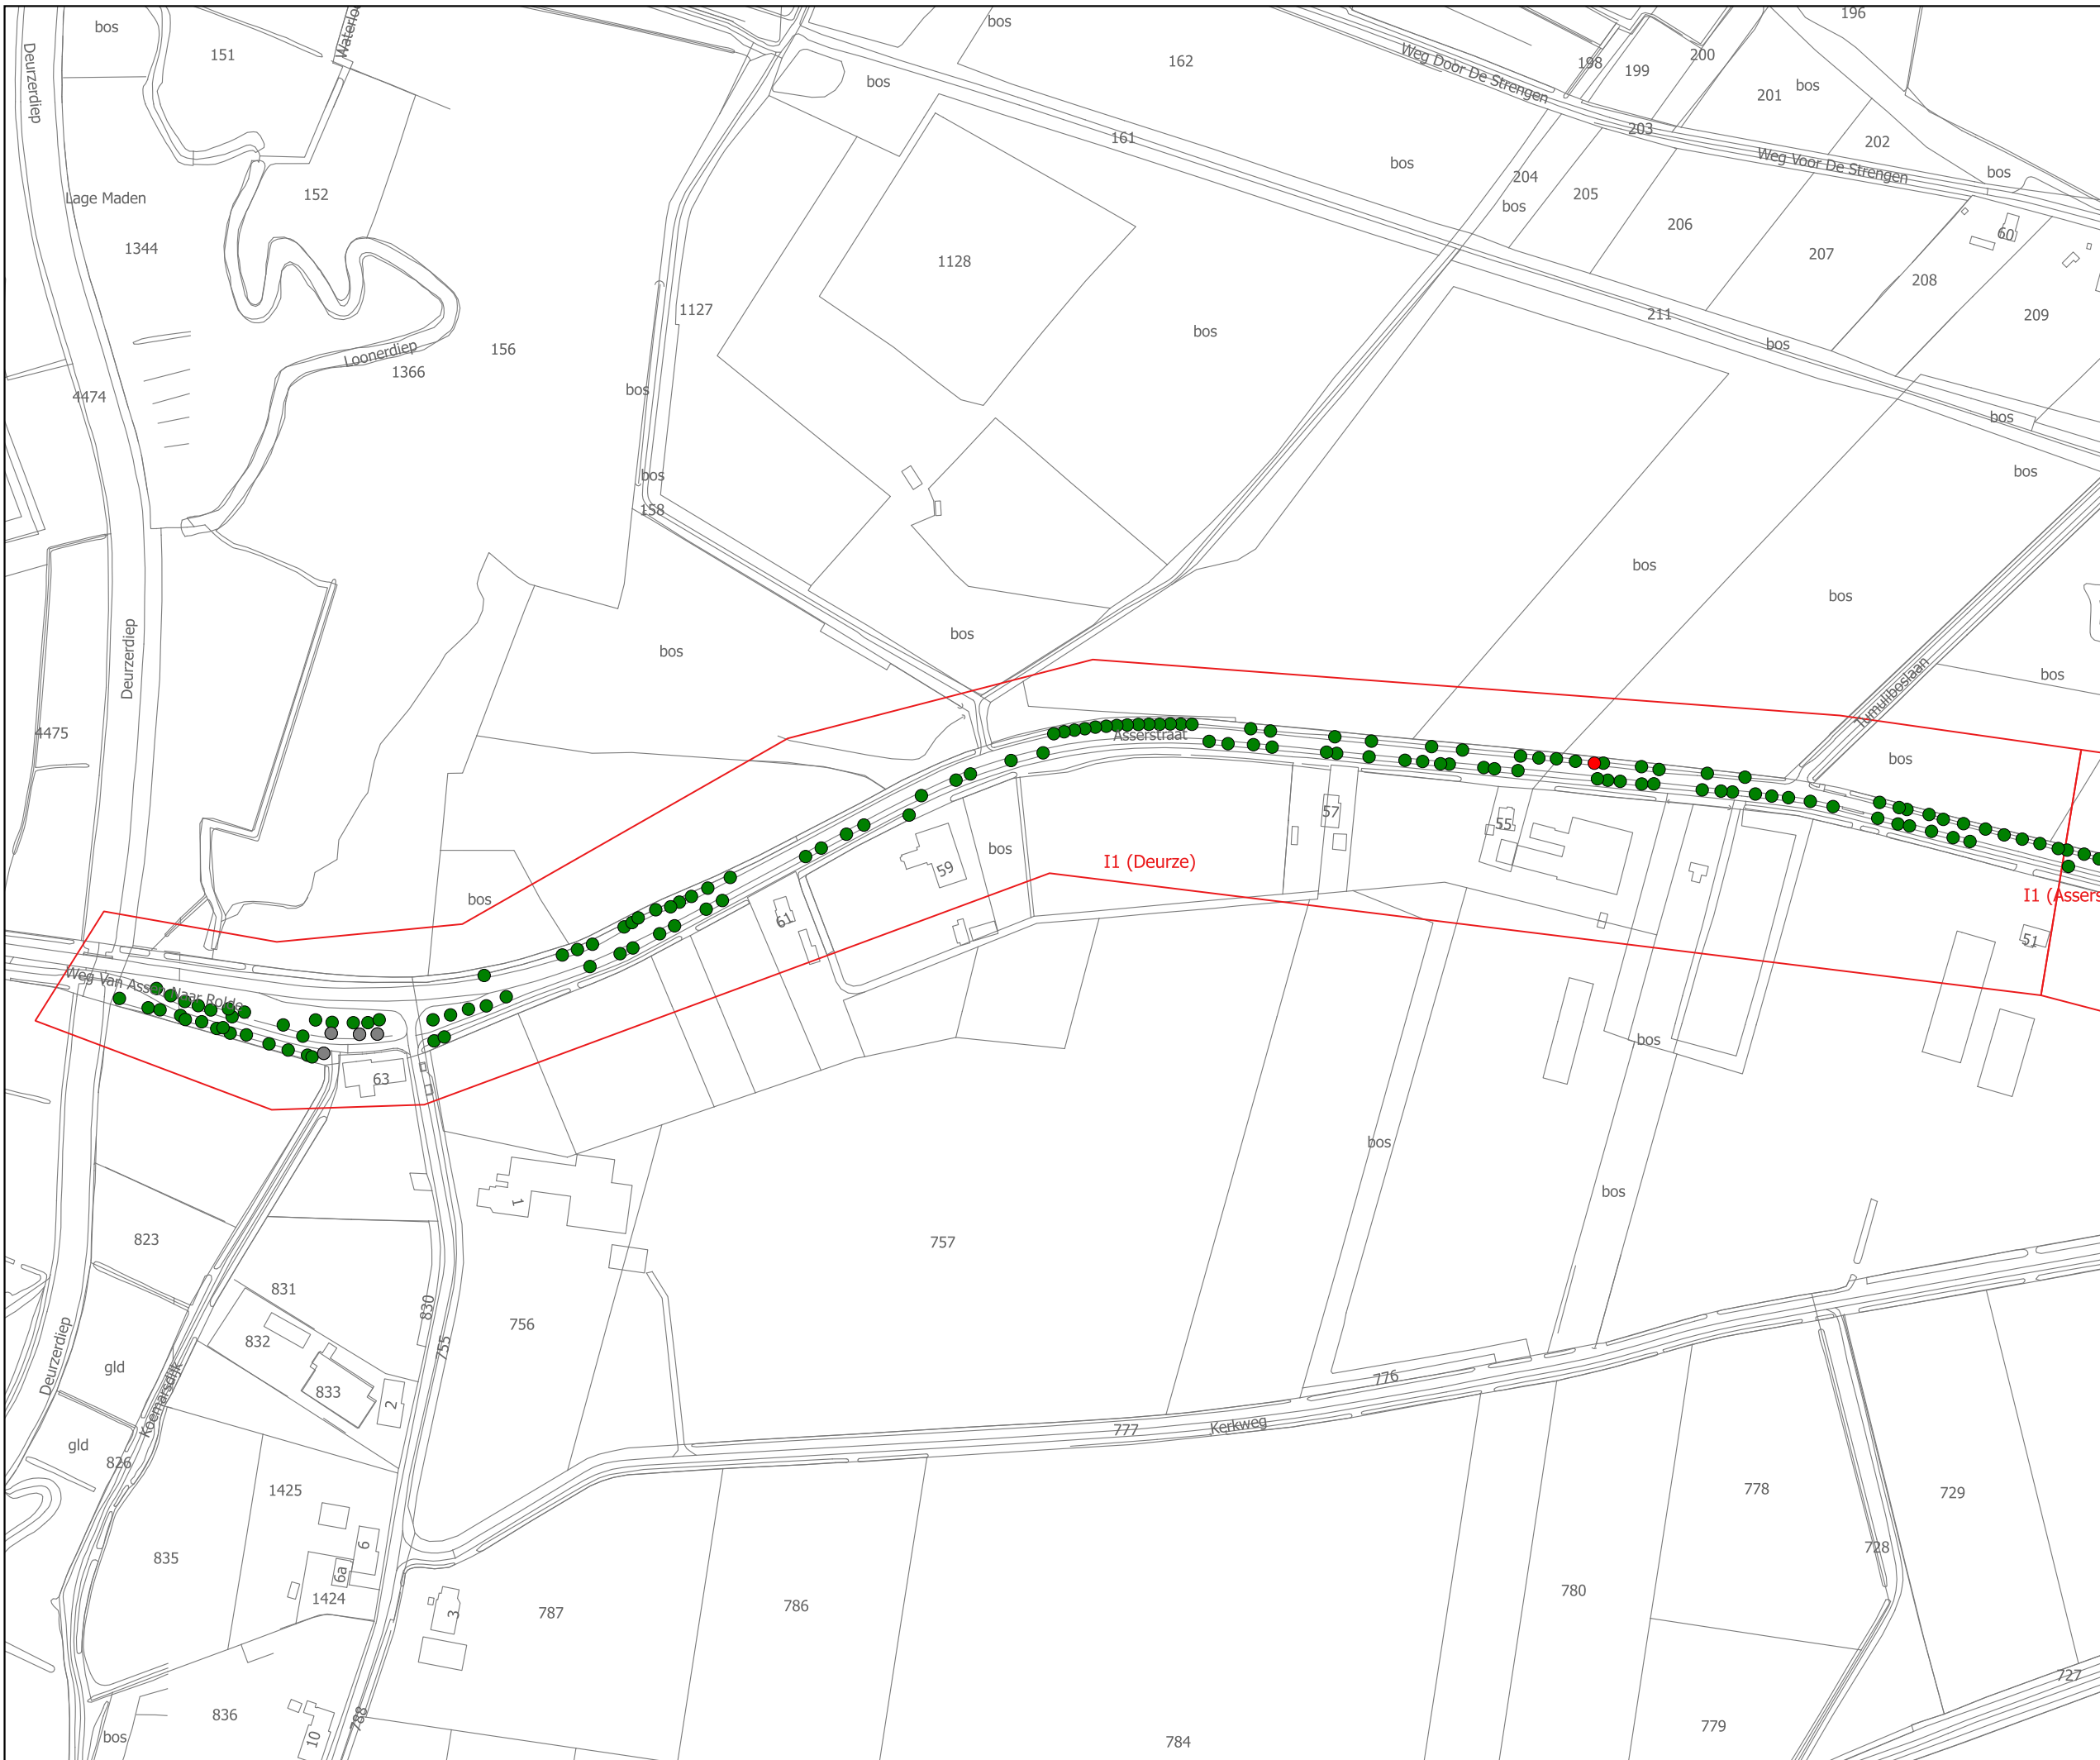 bos
151
Deurzerdiep
bos
162
Weg Door De Strengen
198
199
200
196
201
bos
bos
161
bos
203
202
Weg Voor De Strengen
bos
Lage Maden
152
204
205
bos
206
60
1344
1128
207
208
1127
211
209
bos
bos
156
Loonerdiep
1366
bos
4474
bos
bos
bos
158
bos
bos
bos
Deurzerdiep
bos
bos
Tumuliboslaan
4475
Asserstraat
bos
57
55
bos
59
I1 (Deurze)
bos
61
51
Weg Van Assen Naar Rolde
63
bos
bos
1
bos
823
757
831
830
756
832
755
Deurzerdiep
gld
Koemarsdijk
833
2
776
777
Kerkweg
gld
826
1425
778
729
6
728
835
6a
1424
3
787
786
780
727
836
788
10
bos
784
779